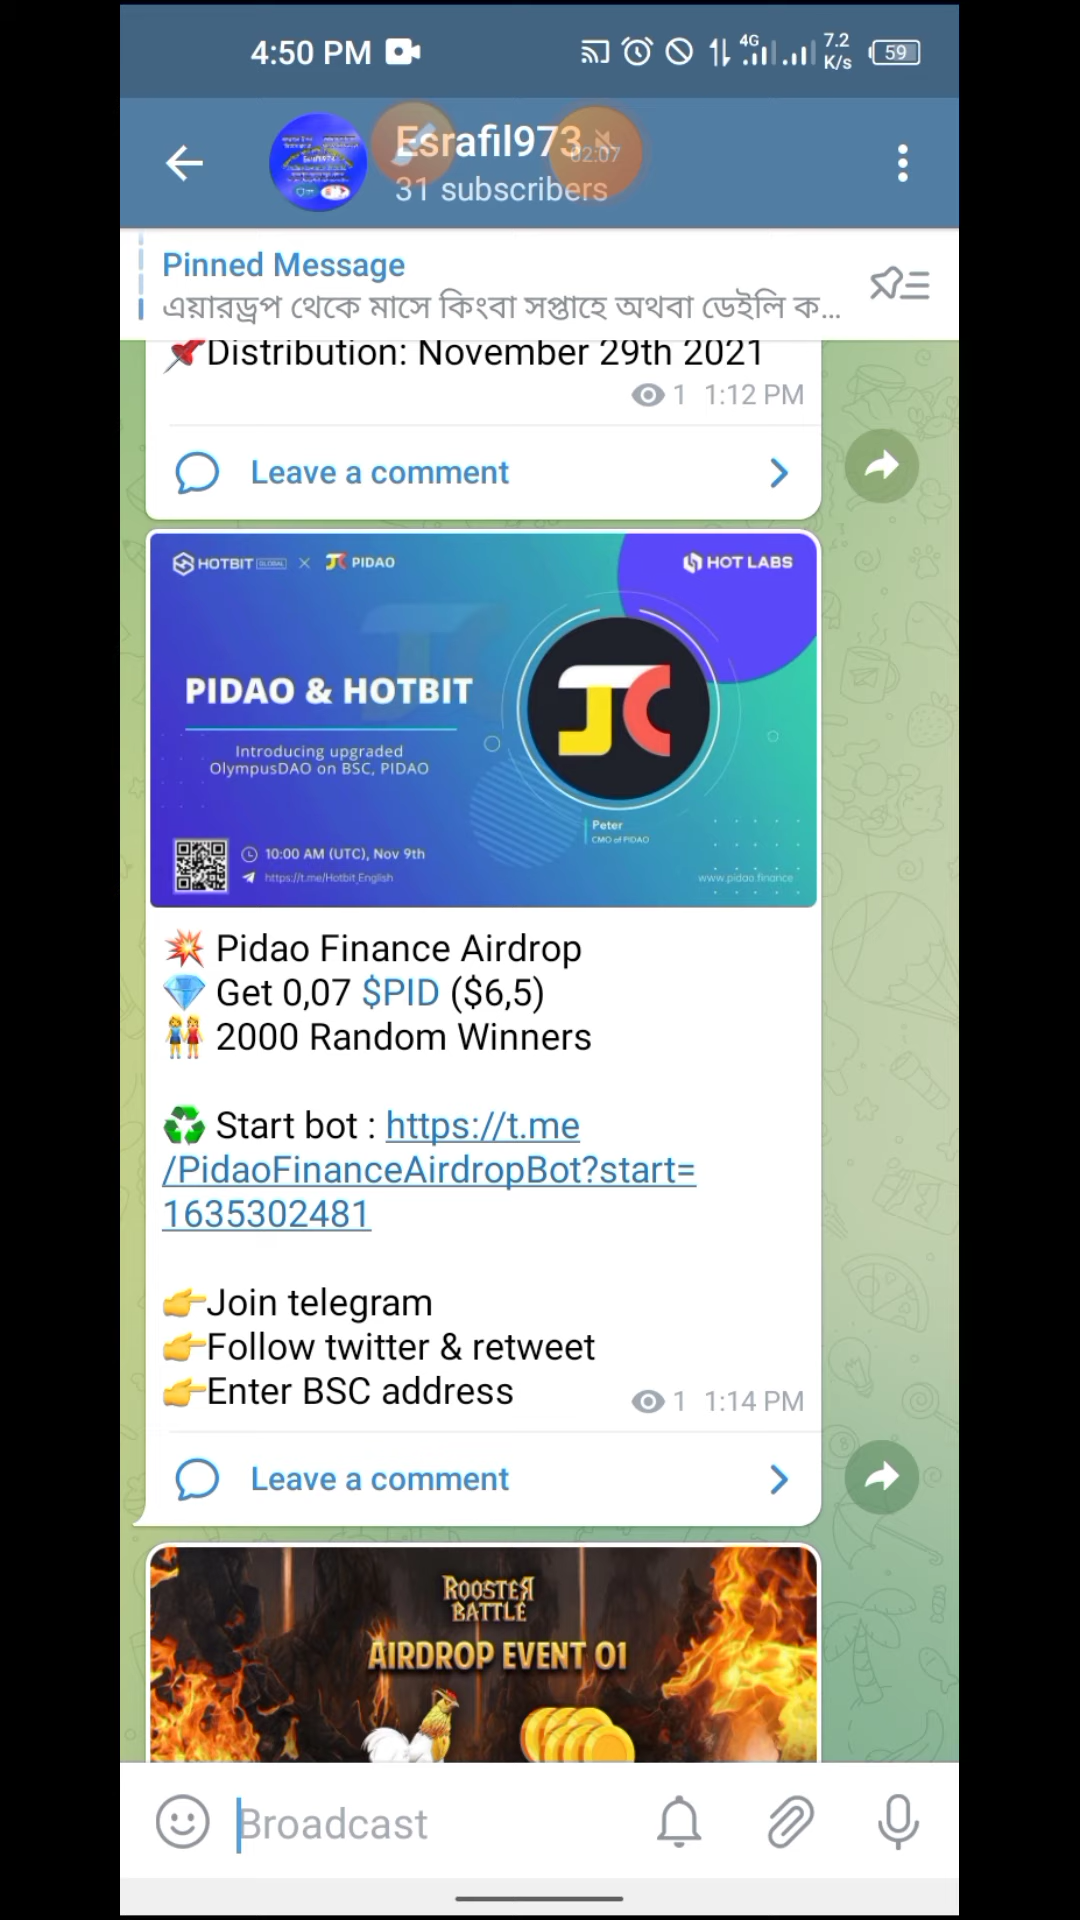 4:50 PM
4G
7.2
K/s
59
Esrafil973
02:07
31 subscribers
Pinned Message
এয়ারড্রপ থেকে মাসে কিংবা সপ্তাহে অথবা ডেইলি ক...
📌Distribution: November 29th 2021
1 1:12 PM
Leave a comment
HOTBIT GLOBAL × PIDAO
HOT LABS
PIDAO & HOTBIT
Introducing upgraded
OlympusDAO on BSC, PIDAO
Peter
CMO of PIDAO
10:00 AM (UTC), Nov 9th
https://t.me/Hotbit_English
www.pidao.finance
💥 Pidao Finance Airdrop
💎 Get 0,07 $PID ($6,5)
👭 2000 Random Winners
♻️ Start bot : https://t.me
/PidaoFinanceAirdropBot?start=
1635302481
👉Join telegram
👉Follow twitter & retweet
👉Enter BSC address
1 1:14 PM
Leave a comment
ROOSTER
BATTLE
AIRDROP EVENT 01
Broadcast